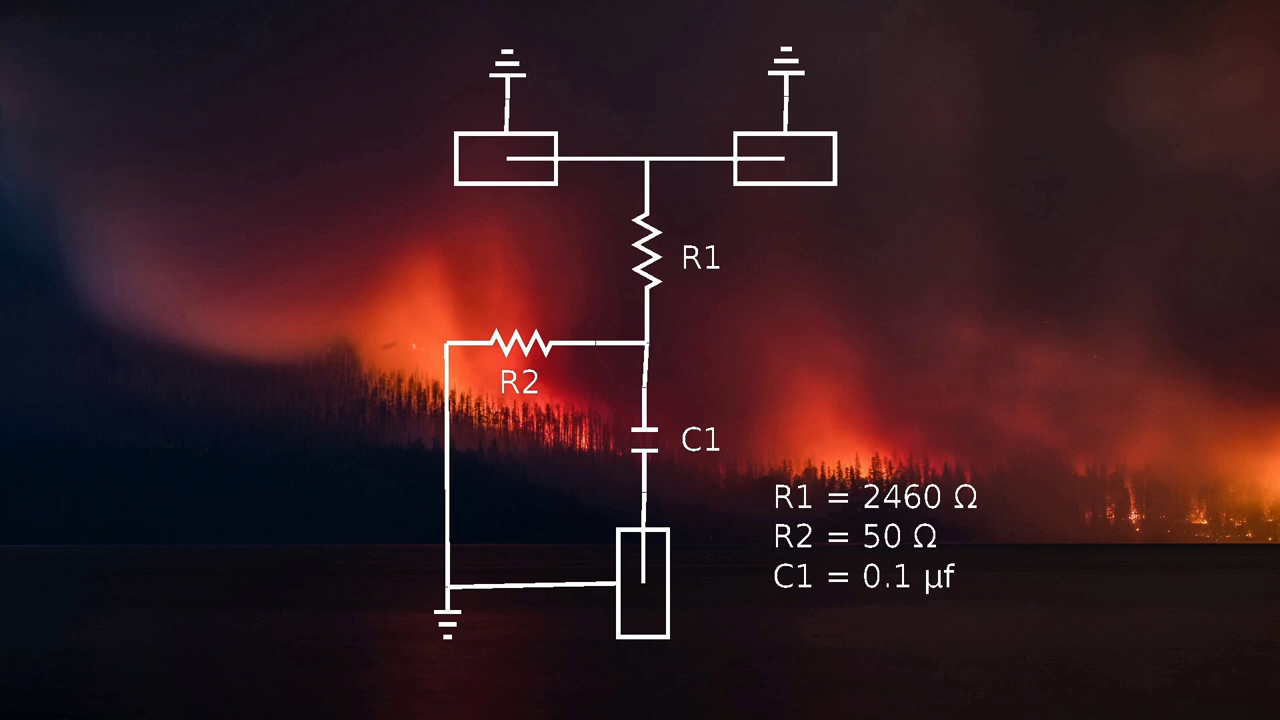 R1
R2
C1
R1 = 2460 Ω
R2 = 50 Ω
C1 = 0.1 µf